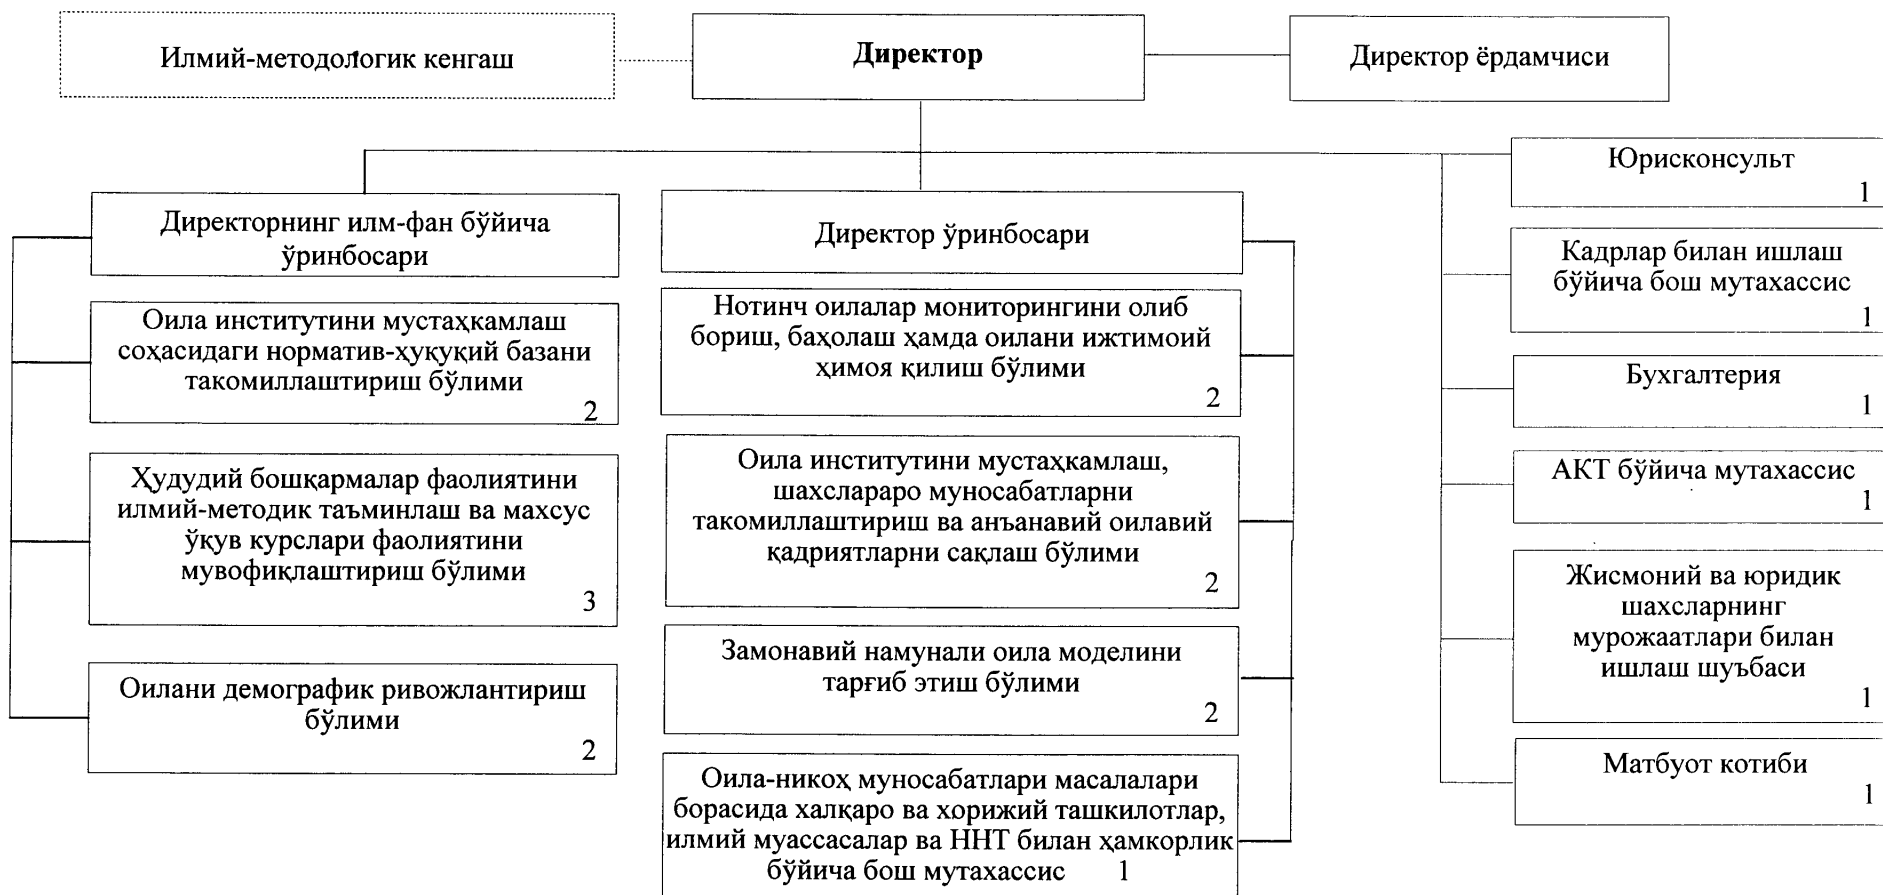 Илмий-методологик кенгаш
Директор
Директор ёрдамчиси
Директорнинг илм-фан бўйича
ўринбосари
Оила институтини мустаҳкамлаш
соҳасидаги норматив-ҳуқуқий базани
такомиллаштириш бўлими
2
Ҳудудий бошқармалар фаолиятини
илмий-методик таъминлаш ва махсус
ўқув курслари фаолиятини
мувофиқлаштириш бўлими
3
Оилани демографик ривожлантириш
бўлими
2
Директор ўринбосари
Нотинч оилалар мониторингини олиб
бориш, баҳолаш ҳамда оилани ижтимоий
ҳимоя қилиш бўлими
2
Оила институтини мустаҳкамлаш,
шахслараро муносабатларни
такомиллаштириш ва анъанавий оилавий
қадриятларни сақлаш бўлими
2
Замонавий намунали оила моделини
тарғиб этиш бўлими
2
Оила-никоҳ муносабатлари масалалари
борасида халқаро ва хорижий ташкилотлар,
илмий муассасалар ва ННТ билан ҳамкорлик
бўйича бош мутахассис 1
Юрисконсульт
1
Кадрлар билан ишлаш
бўйича бош мутахассис
1
Бухгалтерия
1
АКТ бўйича мутахассис
1
Жисмоний ва юридик
шахсларнинг
мурожаатлари билан
ишлаш шуъбаси
1
Матбуот котиби
1